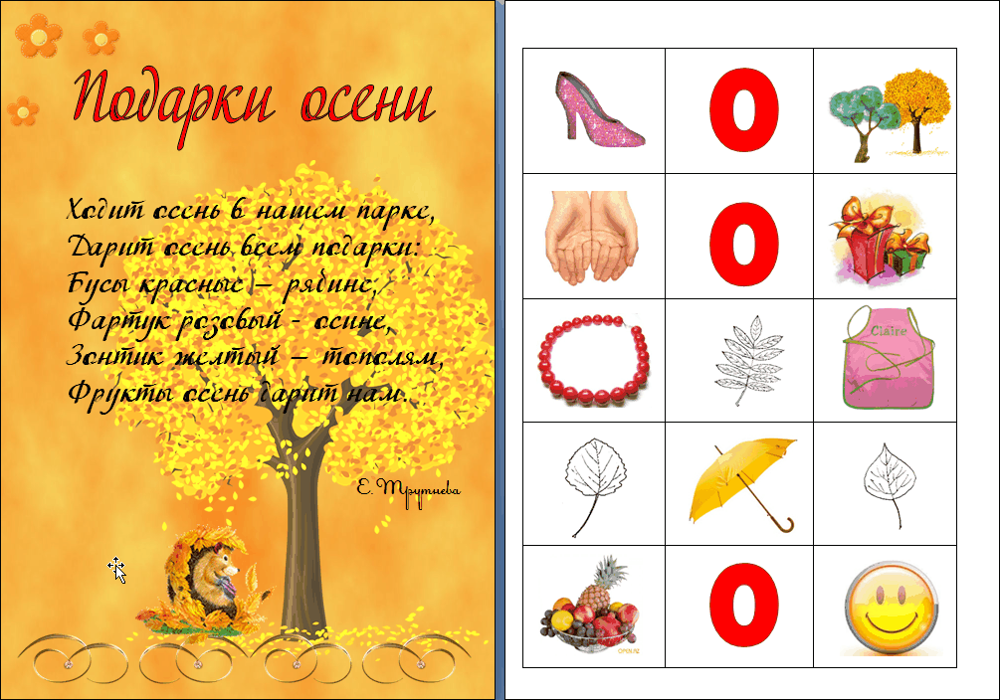 Подарки осени
Ходит осень в нашем парке,
Дарит осень всем подарки:
Бусы красные – рябине,
Фартук розовый - осине,
Зонтик желтый – тополям,
Фрукты осень дарит нам.
Е. Трутнева
О
О
Claire
О